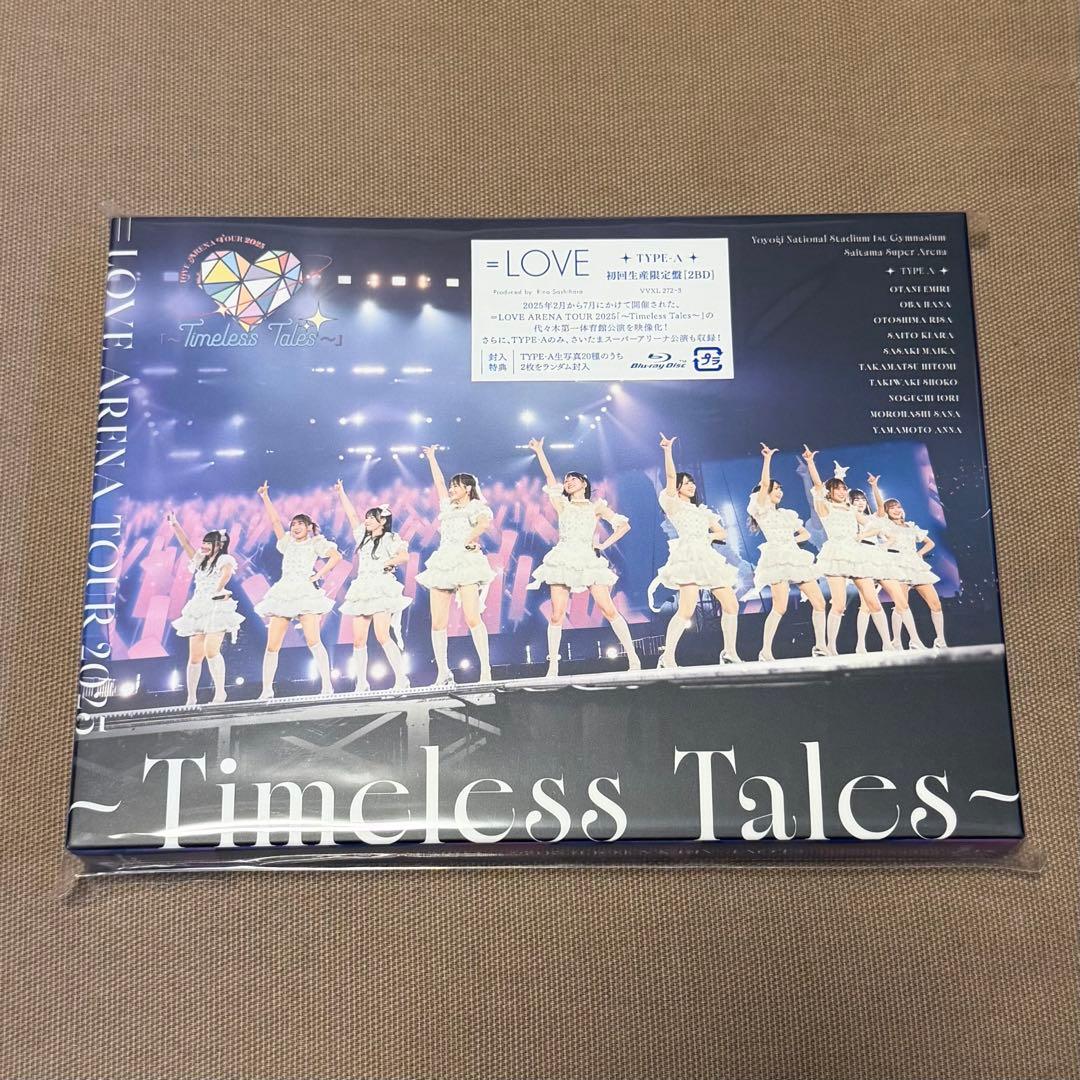 =LOVE ARENA TOUR 2025
LOVE ARENA TOUR 2025
「~Timeless Tales~」
=LOVE
Produced by Rino Sashihara
✦ TYPE-A ✦
初回生産限定盤[2BD]
VVXL 272-3
2025年2月から7月にかけて開催された、
=LOVE ARENA TOUR 2025「~Timeless Tales~」の
代々木第一体育館公演を映像化!
さらに、TYPE-Aのみ、さいたまスーパーアリーナ公演も収録!
封入
特典
TYPE-A生写真20種のうち
2枚をランダム封入
Blu-ray Disc™
プラ
Yoyogi National Stadium 1st Gymnasium
Saitama Super Arena
✦ TYPE-A ✦
OTANI EMIRI
OBA HANA
OTOSHIMA RISA
SAITO KIARA
SASAKI MAIKA
TAKAMATSU HITOMI
TAKIWAKI SHOKO
NOGUCHI IORI
MOROHASHI SANA
YAMAMOTO ANNA
~Timeless Tales~